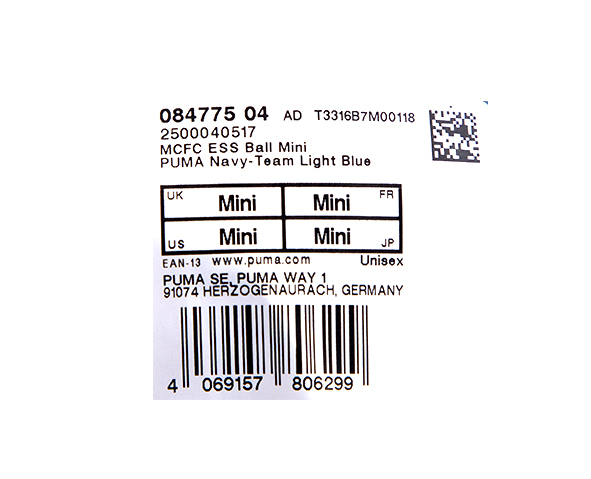 084775 04 AD T3316B7M00118
2500040517
MCFC ESS Ball Mini
PUMA Navy-Team Light Blue
UK Mini Mini FR
US Mini Mini JP
EAN-13 www.puma.com Unisex
PUMA SE, PUMA WAY 1
91074 HERZOGENAURACH, GERMANY
4 069157 806299